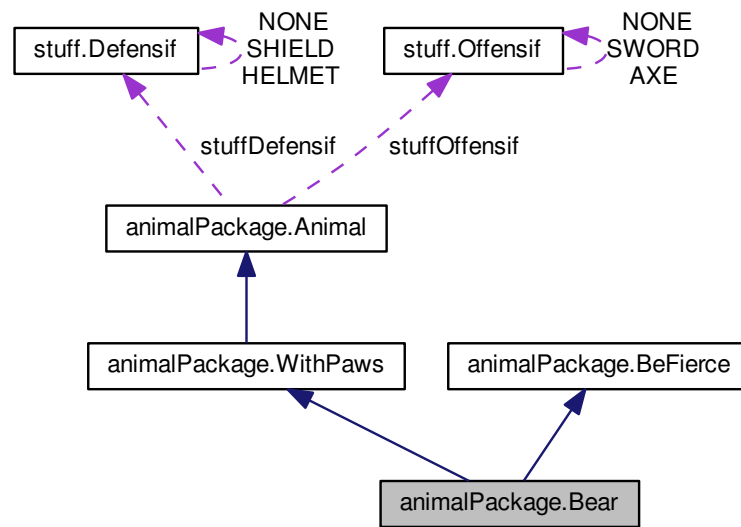 NONE
SHIELD
HELMET
stuff.Defensif
NONE
SWORD
AXE
stuff.Offensif
stuffDefensif
stuffOffensif
animalPackage.Animal
animalPackage.WithPaws
animalPackage.BeFierce
animalPackage.Bear